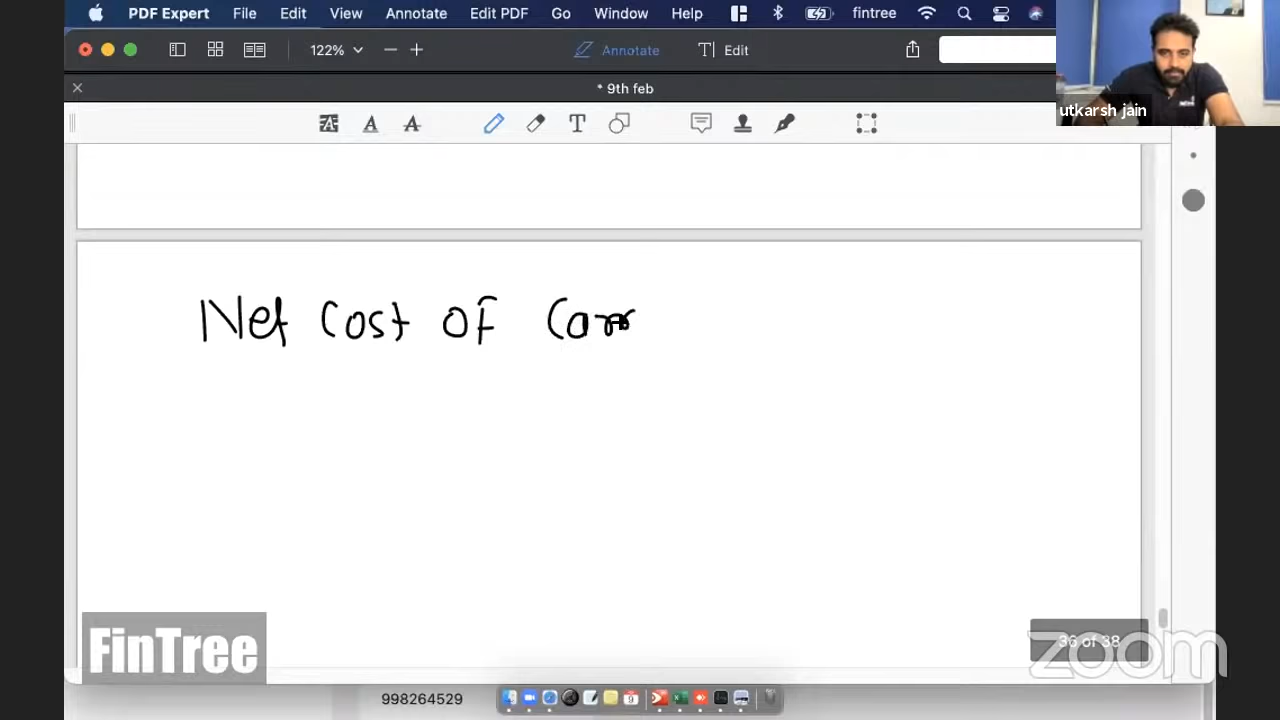 PDF Expert File Edit View Annotate Edit PDF Go Window Help fintree
122% Annotate T| Edit
* 9th feb
utkarsh jain
Net Cost of Carr
FinTree
36 of 38
zoom
998264529